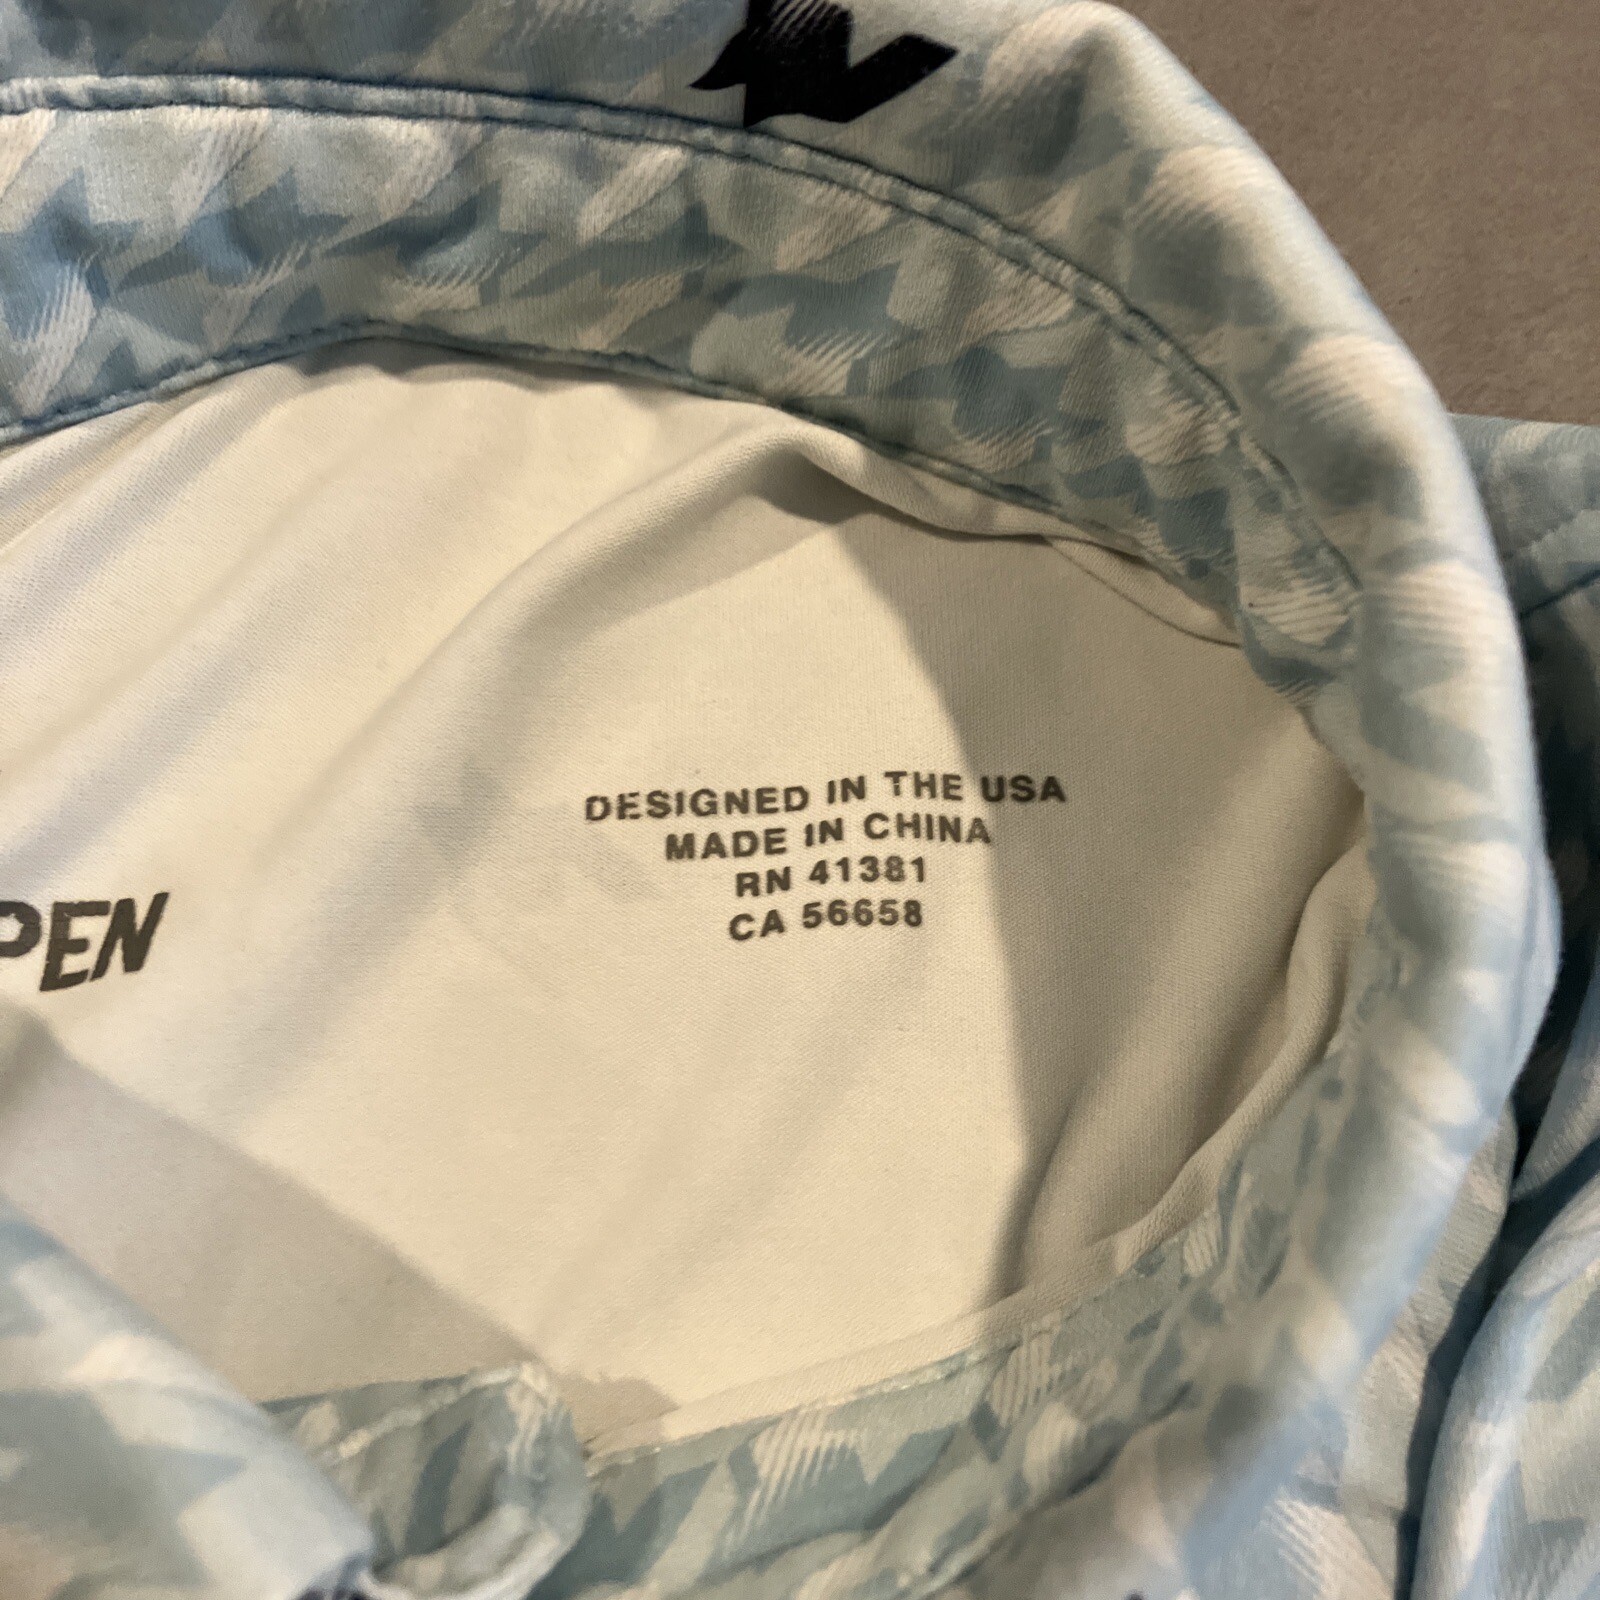 DESIGNED IN THE USA
MADE IN CHINA
RN 41381
CA 56658
PEN